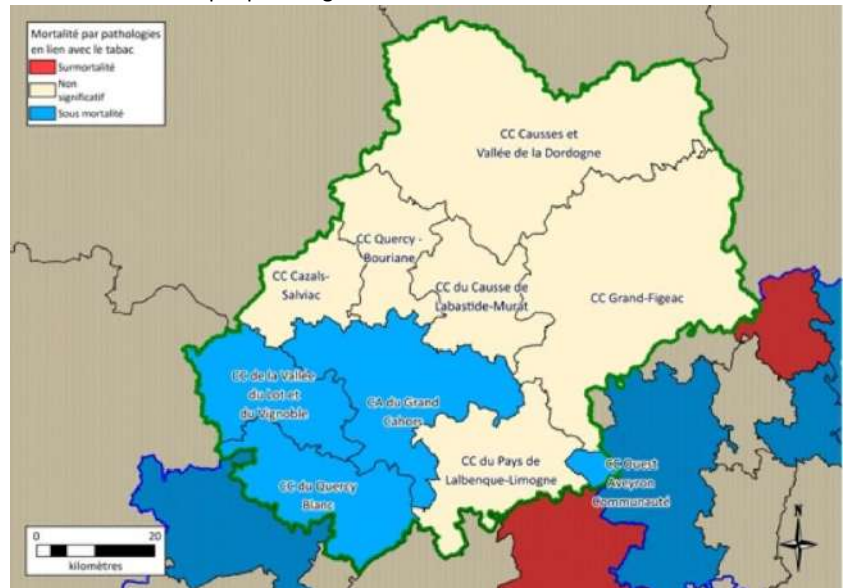 Mortalité par pathologies
en lien avec le tabac
Surmortalité
Non
significatif
Sous mortalité
CC Causses et
Vallée de la Dordogne
CC Quercy -
Bouriane
CC Cazals-
Salviac
CC du Causse de
Labastide-Murat
CC Grand-Figeac
CC de la Vallée
du Lot et
du Vignoble
CA du Grand
Cahors
CC du Pays de
Lalbenque-Limogne
CC Ouest
Aveyron
Communauté
CC du Quercy
Blanc
0 20
kilomètres
N